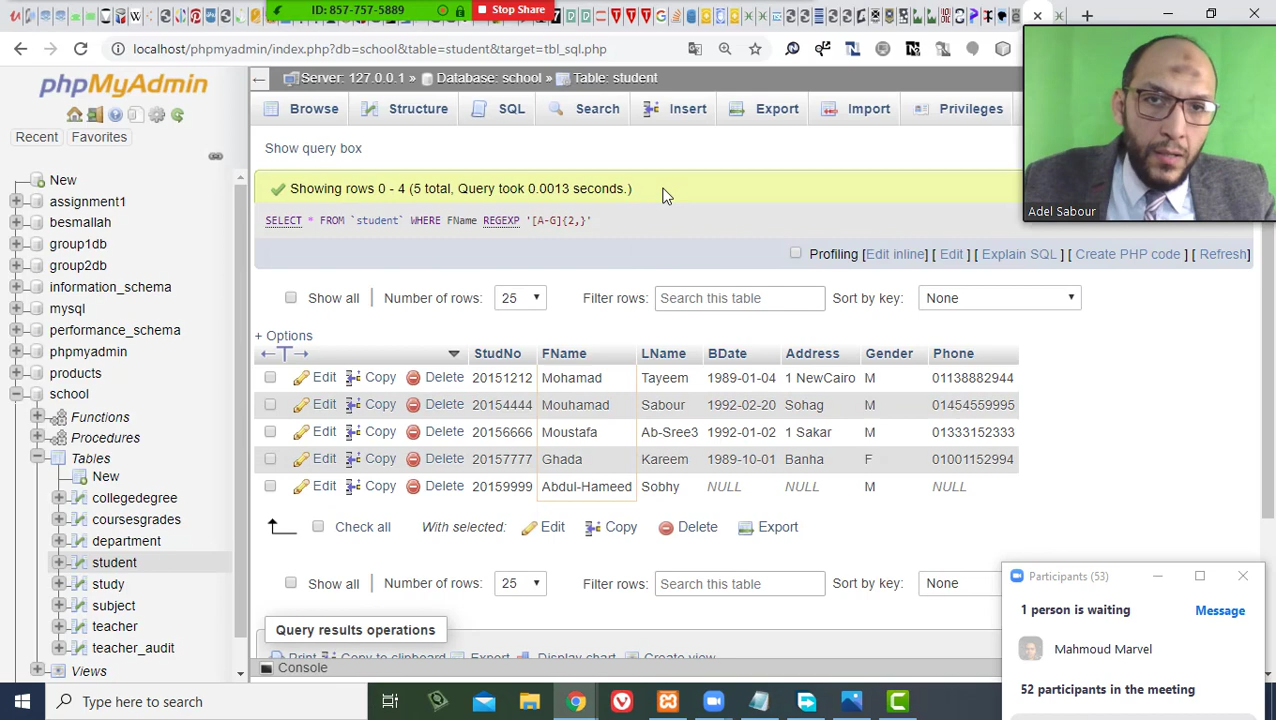 ID: 857-757-5889
Stop Share
localhost/phpmyadmin/index.php?db=school&table=student&target=tbl_sql.php
phpMyAdmin
Recent
Favorites
New
assignment1
besmallah
group1db
group2db
information_schema
mysql
performance_schema
phpmyadmin
products
school
Functions
Procedures
Tables
New
collegedegree
coursesgrades
department
student
study
subject
teacher
teacher_audit
Views
Server: 127.0.0.1 » Database: school » Table: student
Browse Structure SQL Search Insert Export Import Privileges
Adel Sabour
Show query box
Showing rows 0 - 4 (5 total, Query took 0.0013 seconds.)
SELECT * FROM `student` WHERE FName REGEXP '[A-G]{2,}'
Profiling [Edit inline] [ Edit ] [ Explain SQL ] [ Create PHP code ] [ Refresh]
Show all Number of rows: 25 Filter rows: Search this table Sort by key: None
+ Options
StudNo FName LName BDate Address Gender Phone
Edit Copy Delete 20151212 Mohamad Tayeem 1989-01-04 1 NewCairo M 01138882944
Edit Copy Delete 20154444 Mouhamad Sabour 1992-02-20 Sohag M 01454559995
Edit Copy Delete 20156666 Moustafa Ab-Sree3 1992-01-02 1 Sakar M 01333152333
Edit Copy Delete 20157777 Ghada Kareem 1989-10-01 Banha F 01001152994
Edit Copy Delete 20159999 Abdul-Hameed Sobhy NULL NULL M NULL
Check all With selected: Edit Copy Delete Export
Show all Number of rows: 25 Filter rows: Search this table Sort by key: None
Query results operations
Print Copy to clipboard Export Display chart Create view
Console
Participants (53)
1 person is waiting Message
Mahmoud Marvel
52 participants in the meeting
Type here to search